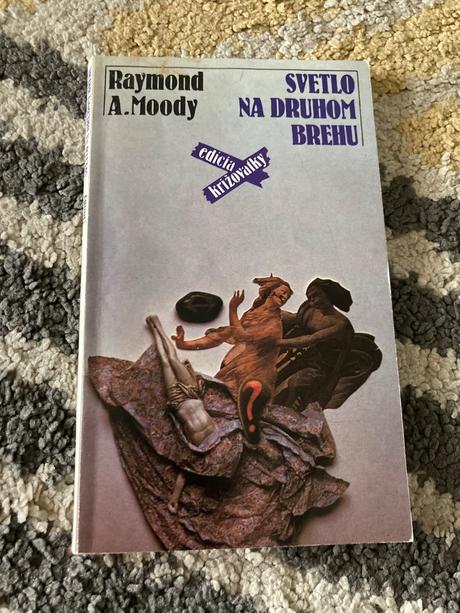 Raymond
A.Moody
SVETLO
NA DRUHOM
BREHU
edícia
križovatky
?